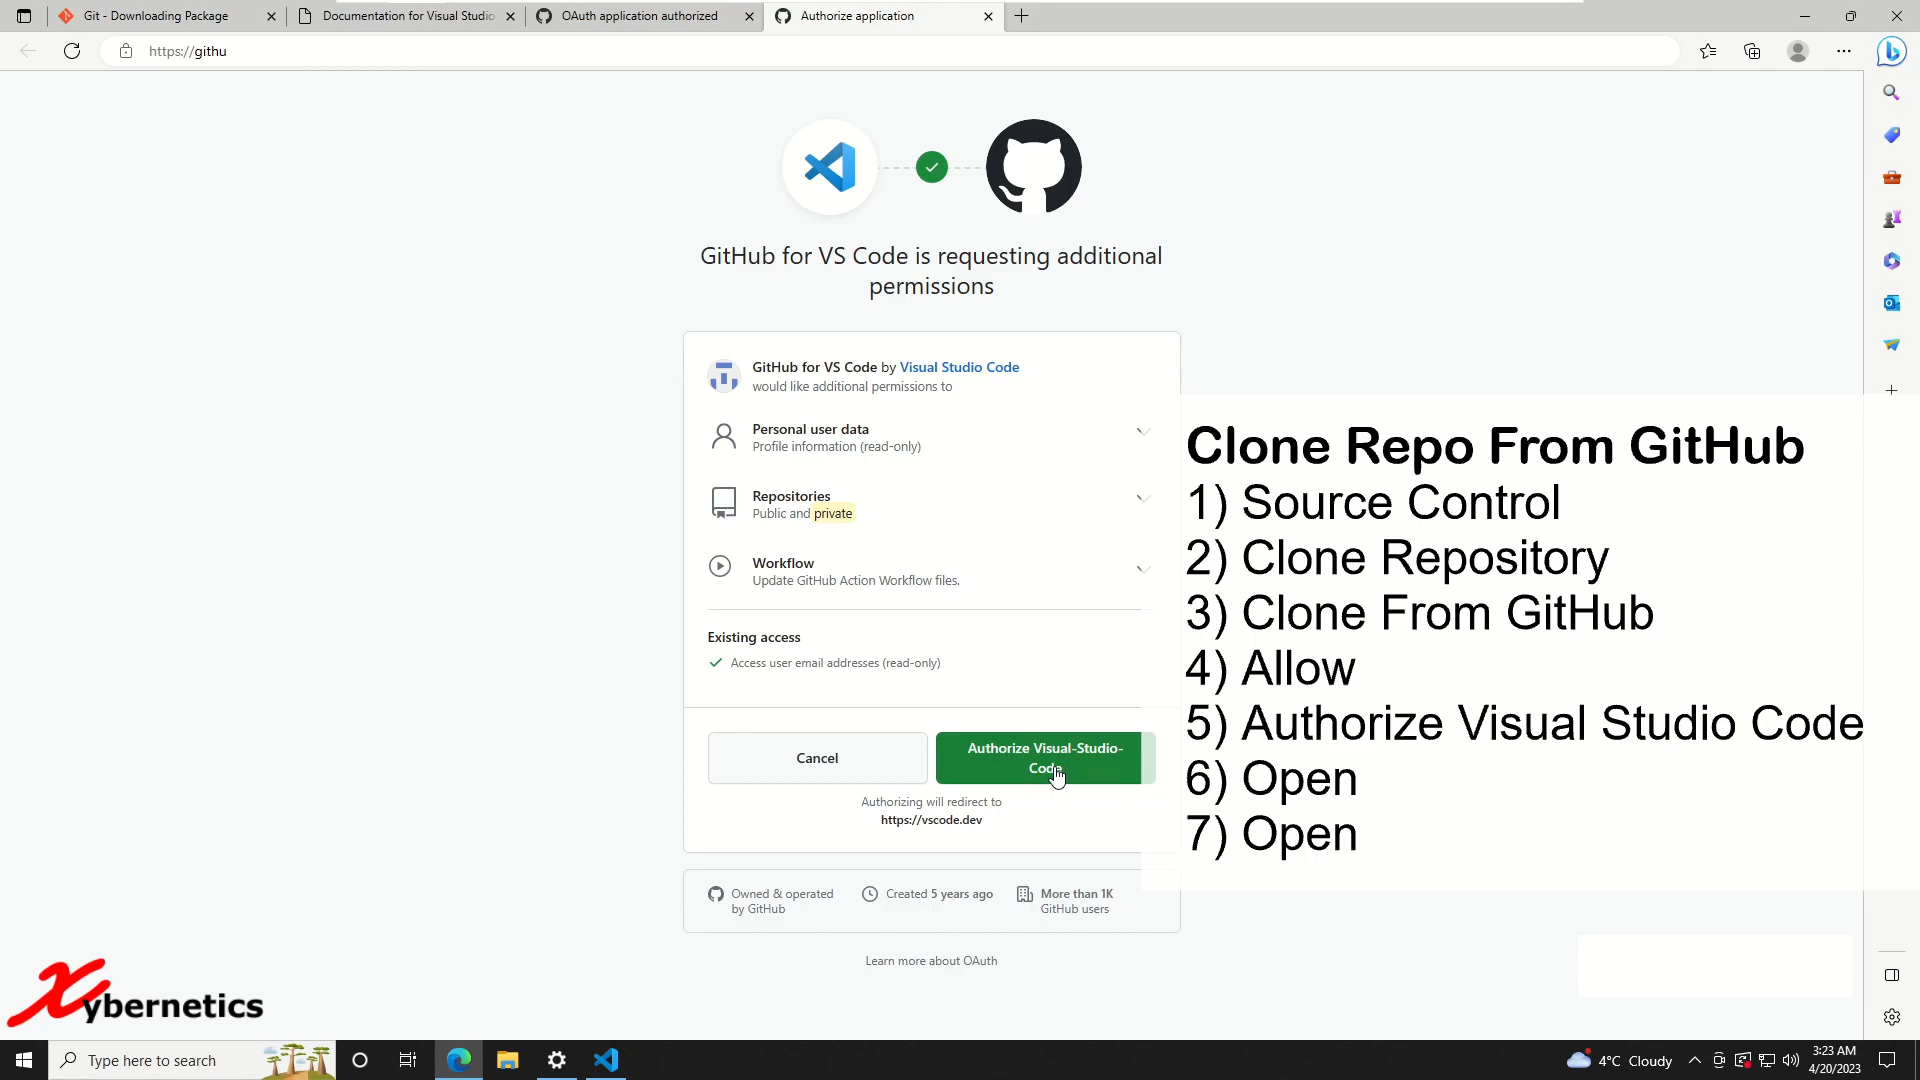 Git - Downloading Package
Documentation for Visual Studio
OAuth application authorized
Authorize application
https://githu
GitHub for VS Code is requesting additional
permissions
GitHub for VS Code by Visual Studio Code
would like additional permissions to
Personal user data
Profile information (read-only)
Repositories
Public and private
Workflow
Update GitHub Action Workflow files.
Existing access
Access user email addresses (read-only)
Cancel
Authorize Visual-Studio-
Code
Authorizing will redirect to
https://vscode.dev
Owned & operated
by GitHub
Created 5 years ago
More than 1K
GitHub users
Learn more about OAuth
Clone Repo From GitHub
1) Source Control
2) Clone Repository
3) Clone From GitHub
4) Allow
5) Authorize Visual Studio Code
6) Open
7) Open
Xybernetics
Type here to search
4°C Cloudy
3:23 AM
4/20/2023